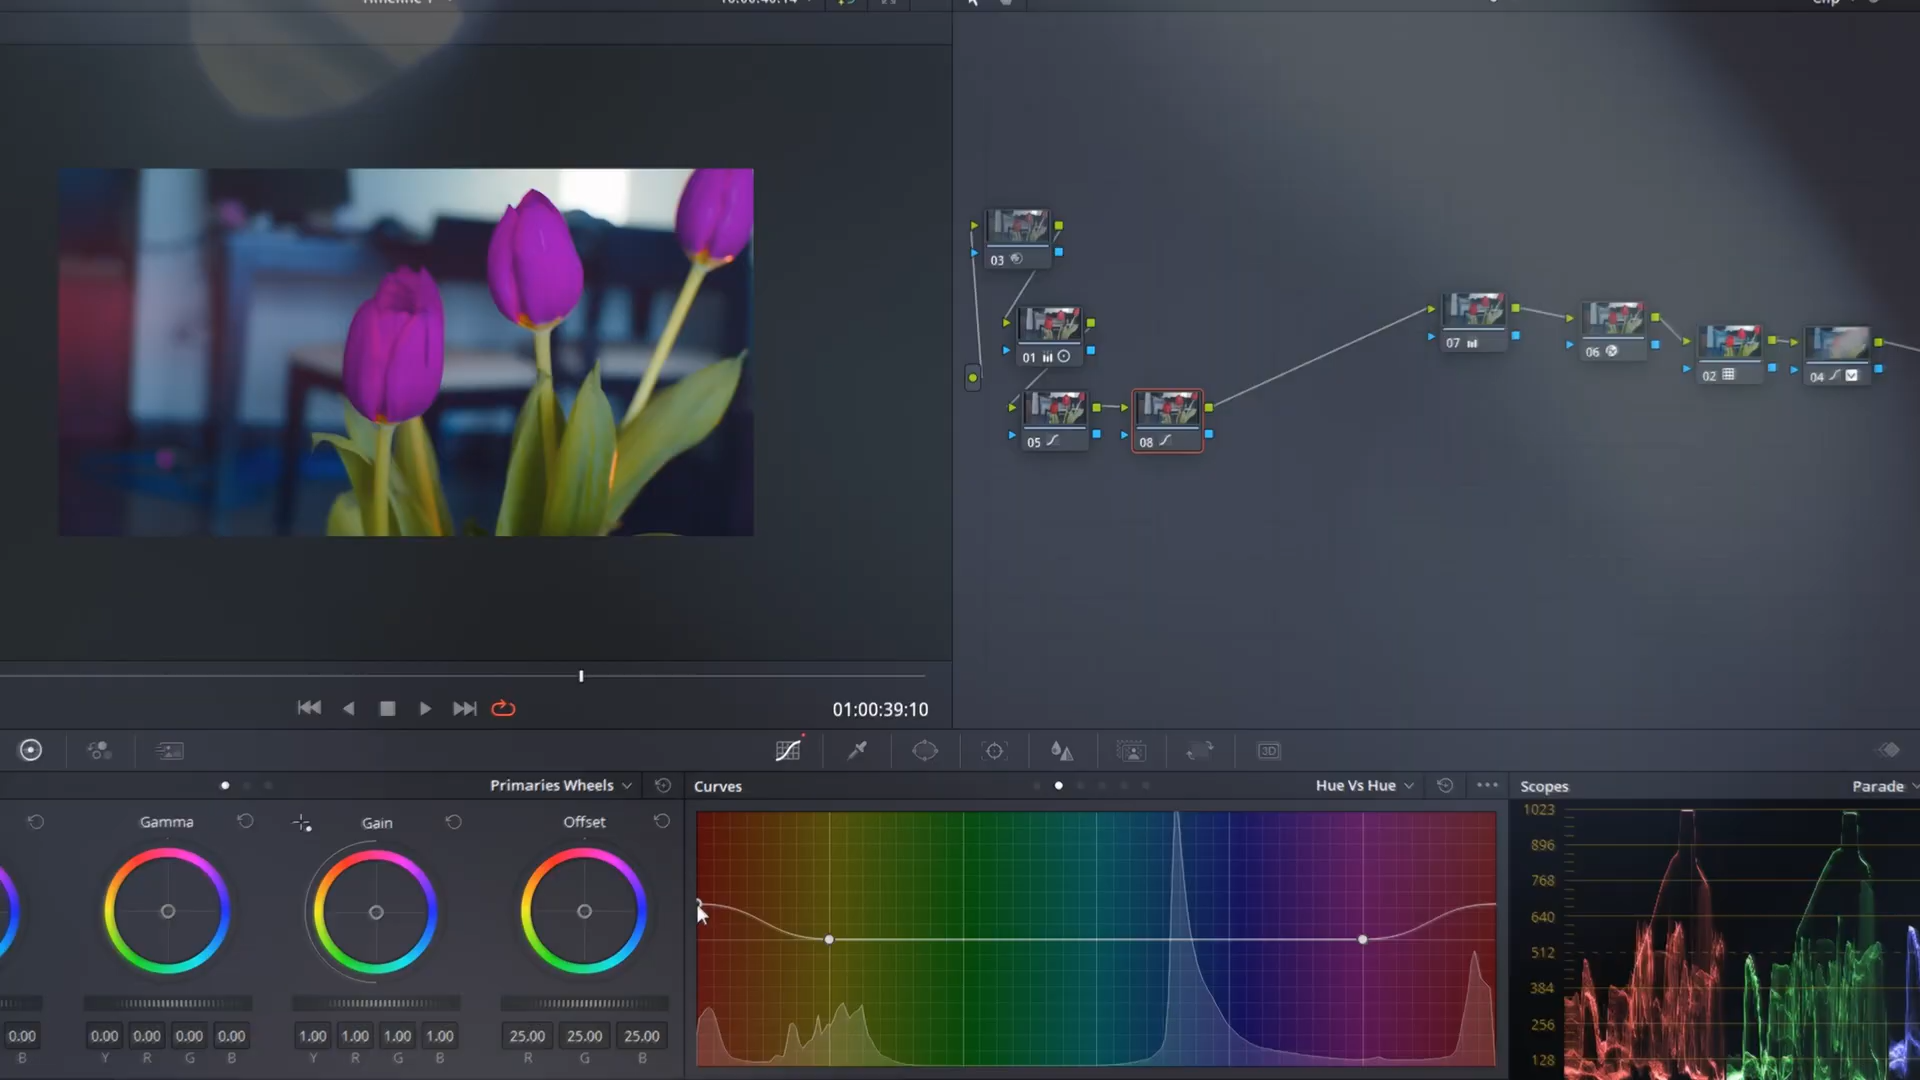 03
01
05
08
07
06
02
04
01:00:39:10
3D
Primaries Wheels
Curves
Hue Vs Hue
Scopes
Parade
Gamma
Gain
Offset
0.00
0.00 0.00 0.00 0.00
1.00 1.00 1.00 1.00
25.00 25.00 25.00
B
Y R G B
Y R G B
R G B
1023
896
768
640
512
384
256
128